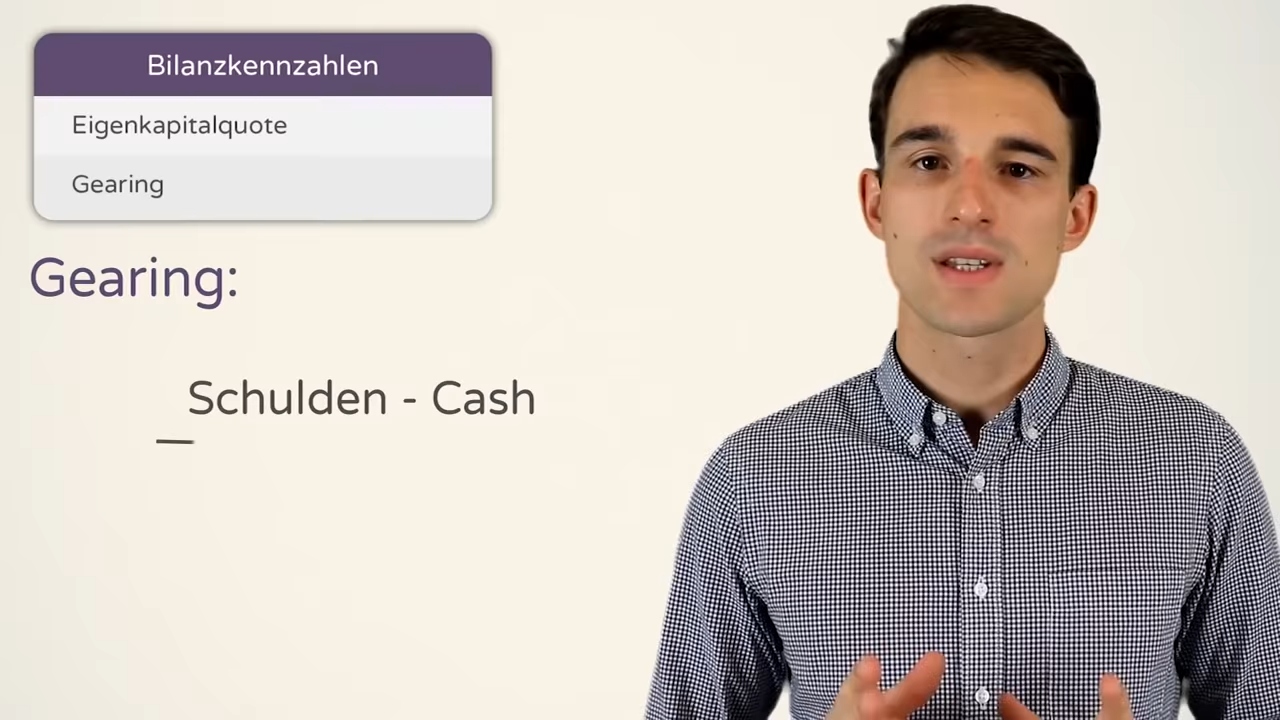 Bilanzkennzahlen
Eigenkapitalquote
Gearing
Gearing:
Schulden - Cash